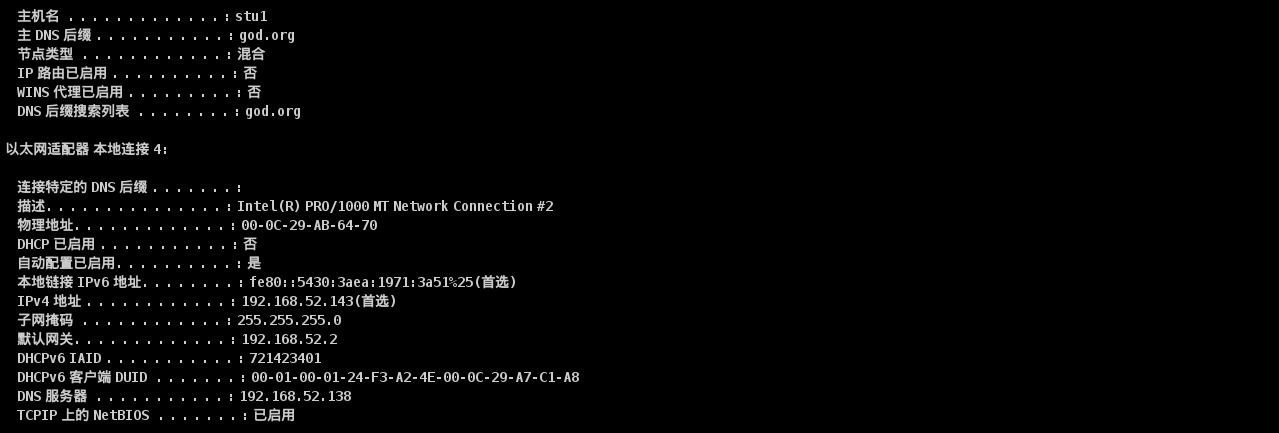 主机名 . . . . . . . . . . . . . : stu1
主 DNS 后缀 . . . . . . . . . . . : god.org
节点类型 . . . . . . . . . . . . : 混合
IP 路由已启用 . . . . . . . . . . : 否
WINS 代理已启用 . . . . . . . . . : 否
DNS 后缀搜索列表 . . . . . . . . : god.org
以太网适配器 本地连接 4:
连接特定的 DNS 后缀 . . . . . . . :
描述. . . . . . . . . . . . . . . : Intel(R) PRO/1000 MT Network Connection #2
物理地址. . . . . . . . . . . . . : 00-0C-29-AB-64-70
DHCP 已启用 . . . . . . . . . . . : 否
自动配置已启用. . . . . . . . . . : 是
本地链接 IPv6 地址. . . . . . . . : fe80::5430:3aea:1971:3a51%25(首选)
IPv4 地址 . . . . . . . . . . . . : 192.168.52.143(首选)
子网掩码 . . . . . . . . . . . . : 255.255.255.0
默认网关. . . . . . . . . . . . . : 192.168.52.2
DHCPv6 IAID . . . . . . . . . . . : 721423401
DHCPv6 客户端 DUID . . . . . . . : 00-01-00-01-24-F3-A2-4E-00-0C-29-A7-C1-A8
DNS 服务器 . . . . . . . . . . . : 192.168.52.138
TCPIP 上的 NetBIOS . . . . . . . : 已启用